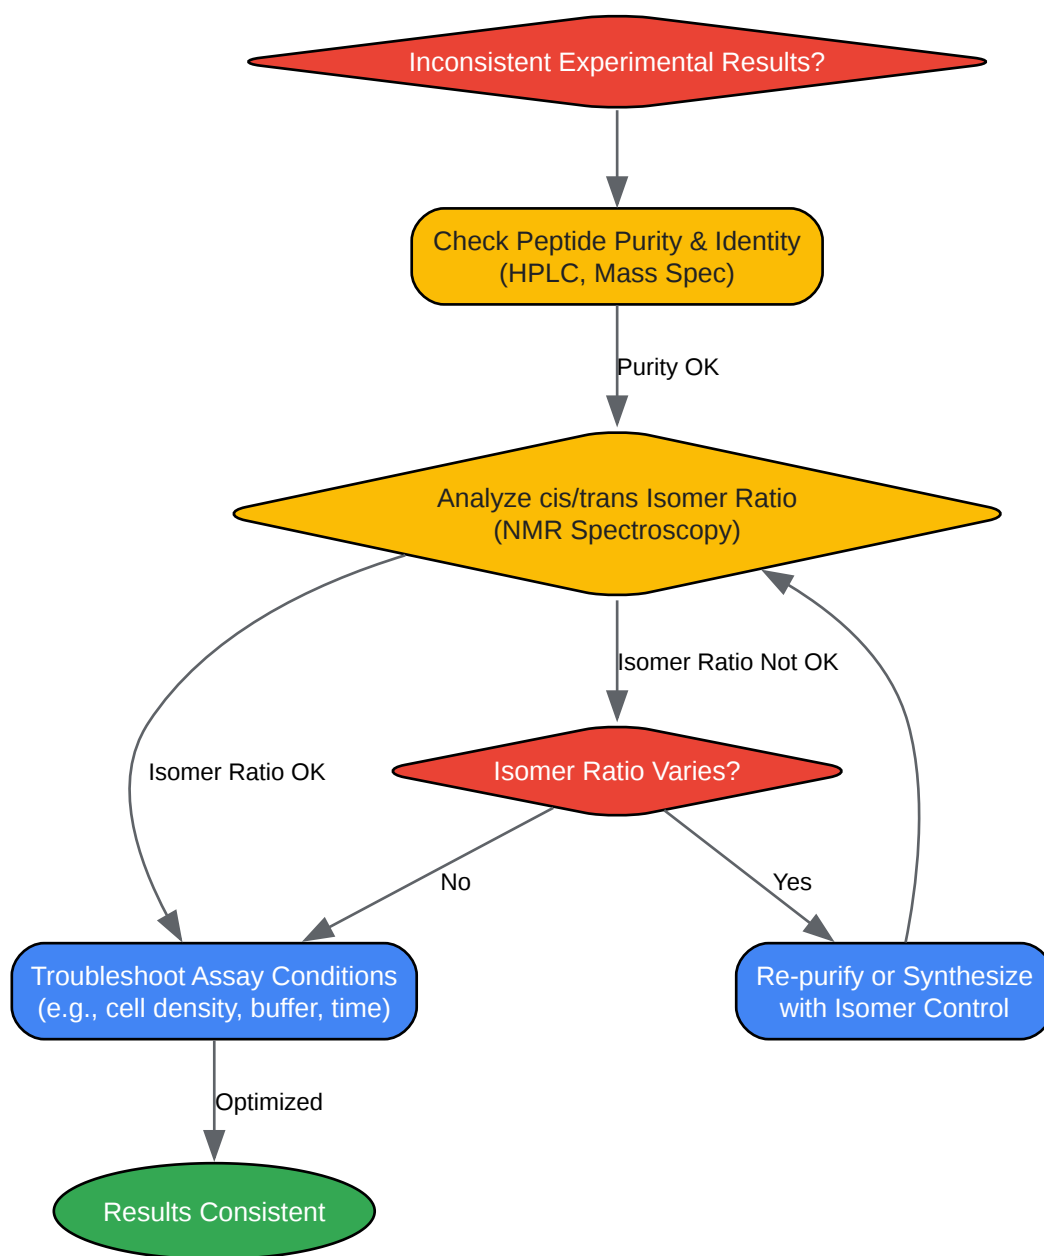 Inconsistent Experimental Results?
Check Peptide Purity & Identity
(HPLC, Mass Spec)
Purity OK
Analyze cis/trans Isomer Ratio
(NMR Spectroscopy)
Isomer Ratio Not OK
Isomer Ratio OK
Isomer Ratio Varies?
No
Yes
Troubleshoot Assay Conditions
(e.g., cell density, buffer, time)
Re-purify or Synthesize
with Isomer Control
Optimized
Results Consistent